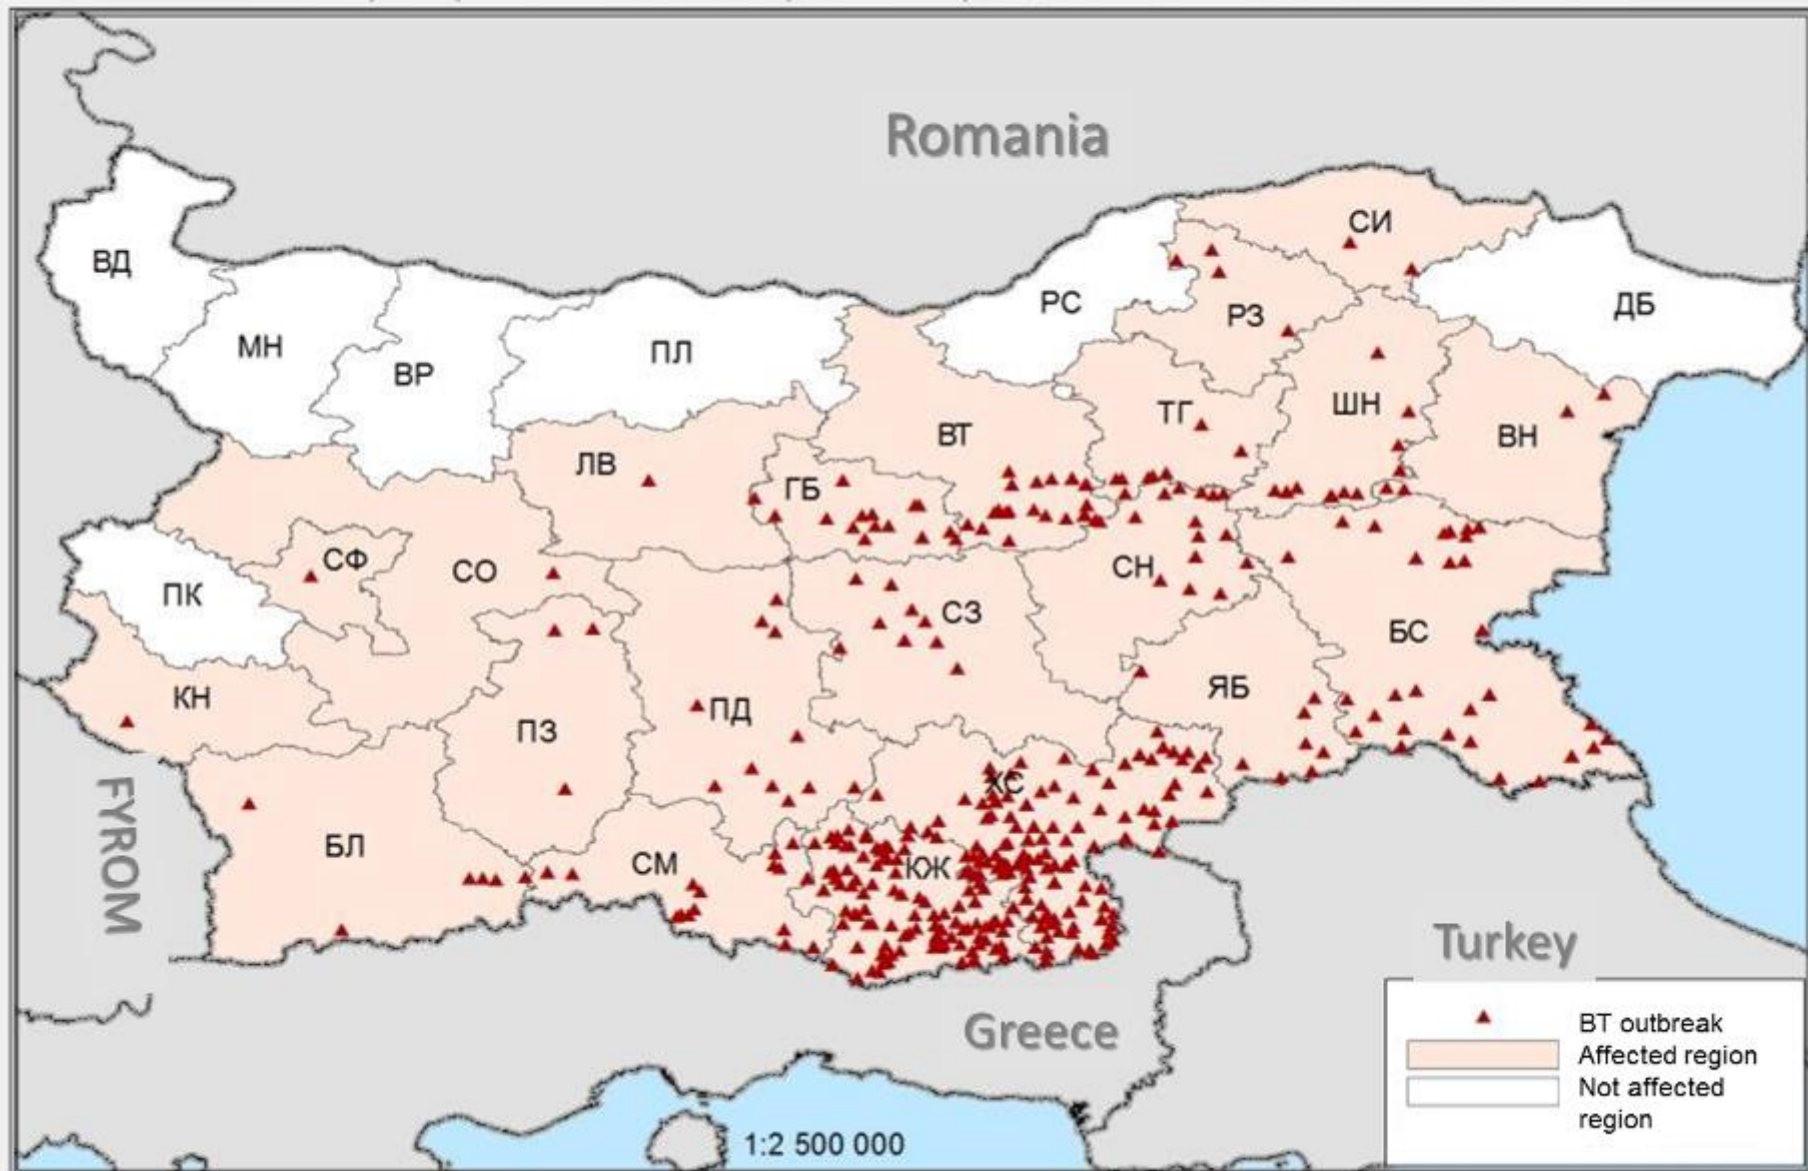 Romania
СИ
ВД
РС
ДБ
РЗ
МН
ПЛ
ВР
ТГ
ШН
ВТ
ВН
ЛВ
ГБ
СФ
СО
СН
ПК
СЗ
БС
КН
ЯБ
ПД
ПЗ
ХС
FYROM
БЛ
СМ
КЖ
Turkey
Greece
BT outbreak
Affected region
Not affected
region
1:2 500 000